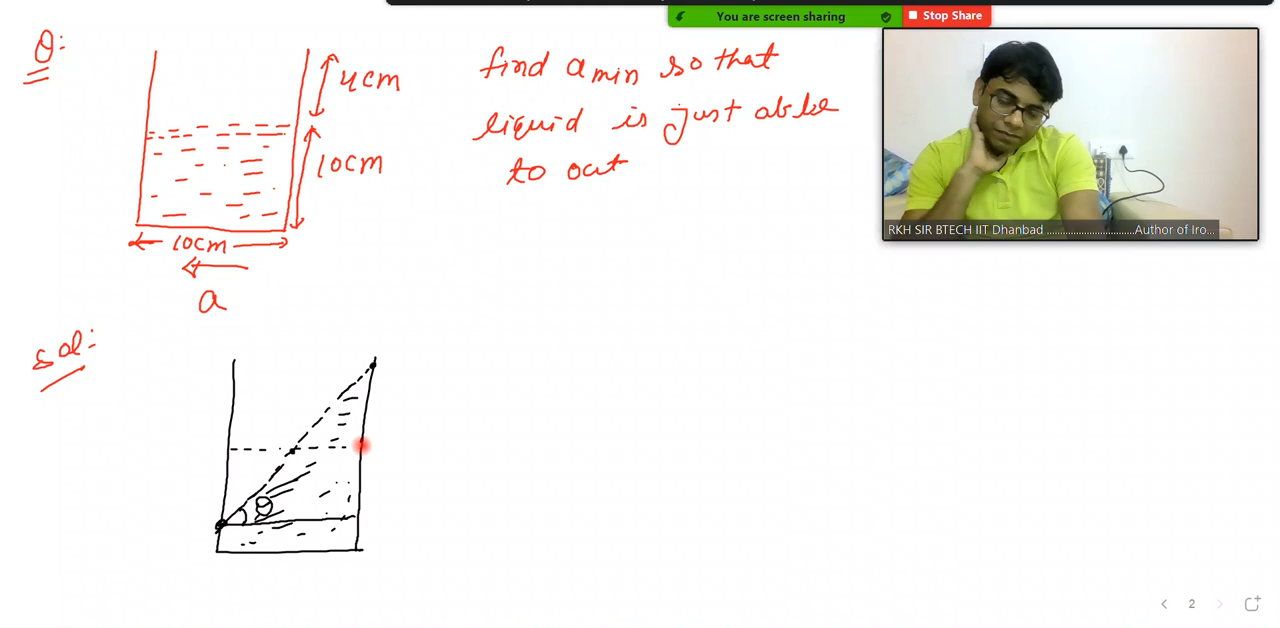 You are screen sharing
Stop Share
Q:
4cm
10cm
10cm
a
find amin so that
liquid is just able
to out
RKH SIR BTECH IIT Dhanbad ..............................Author of Iro...
Sol:
θ
2